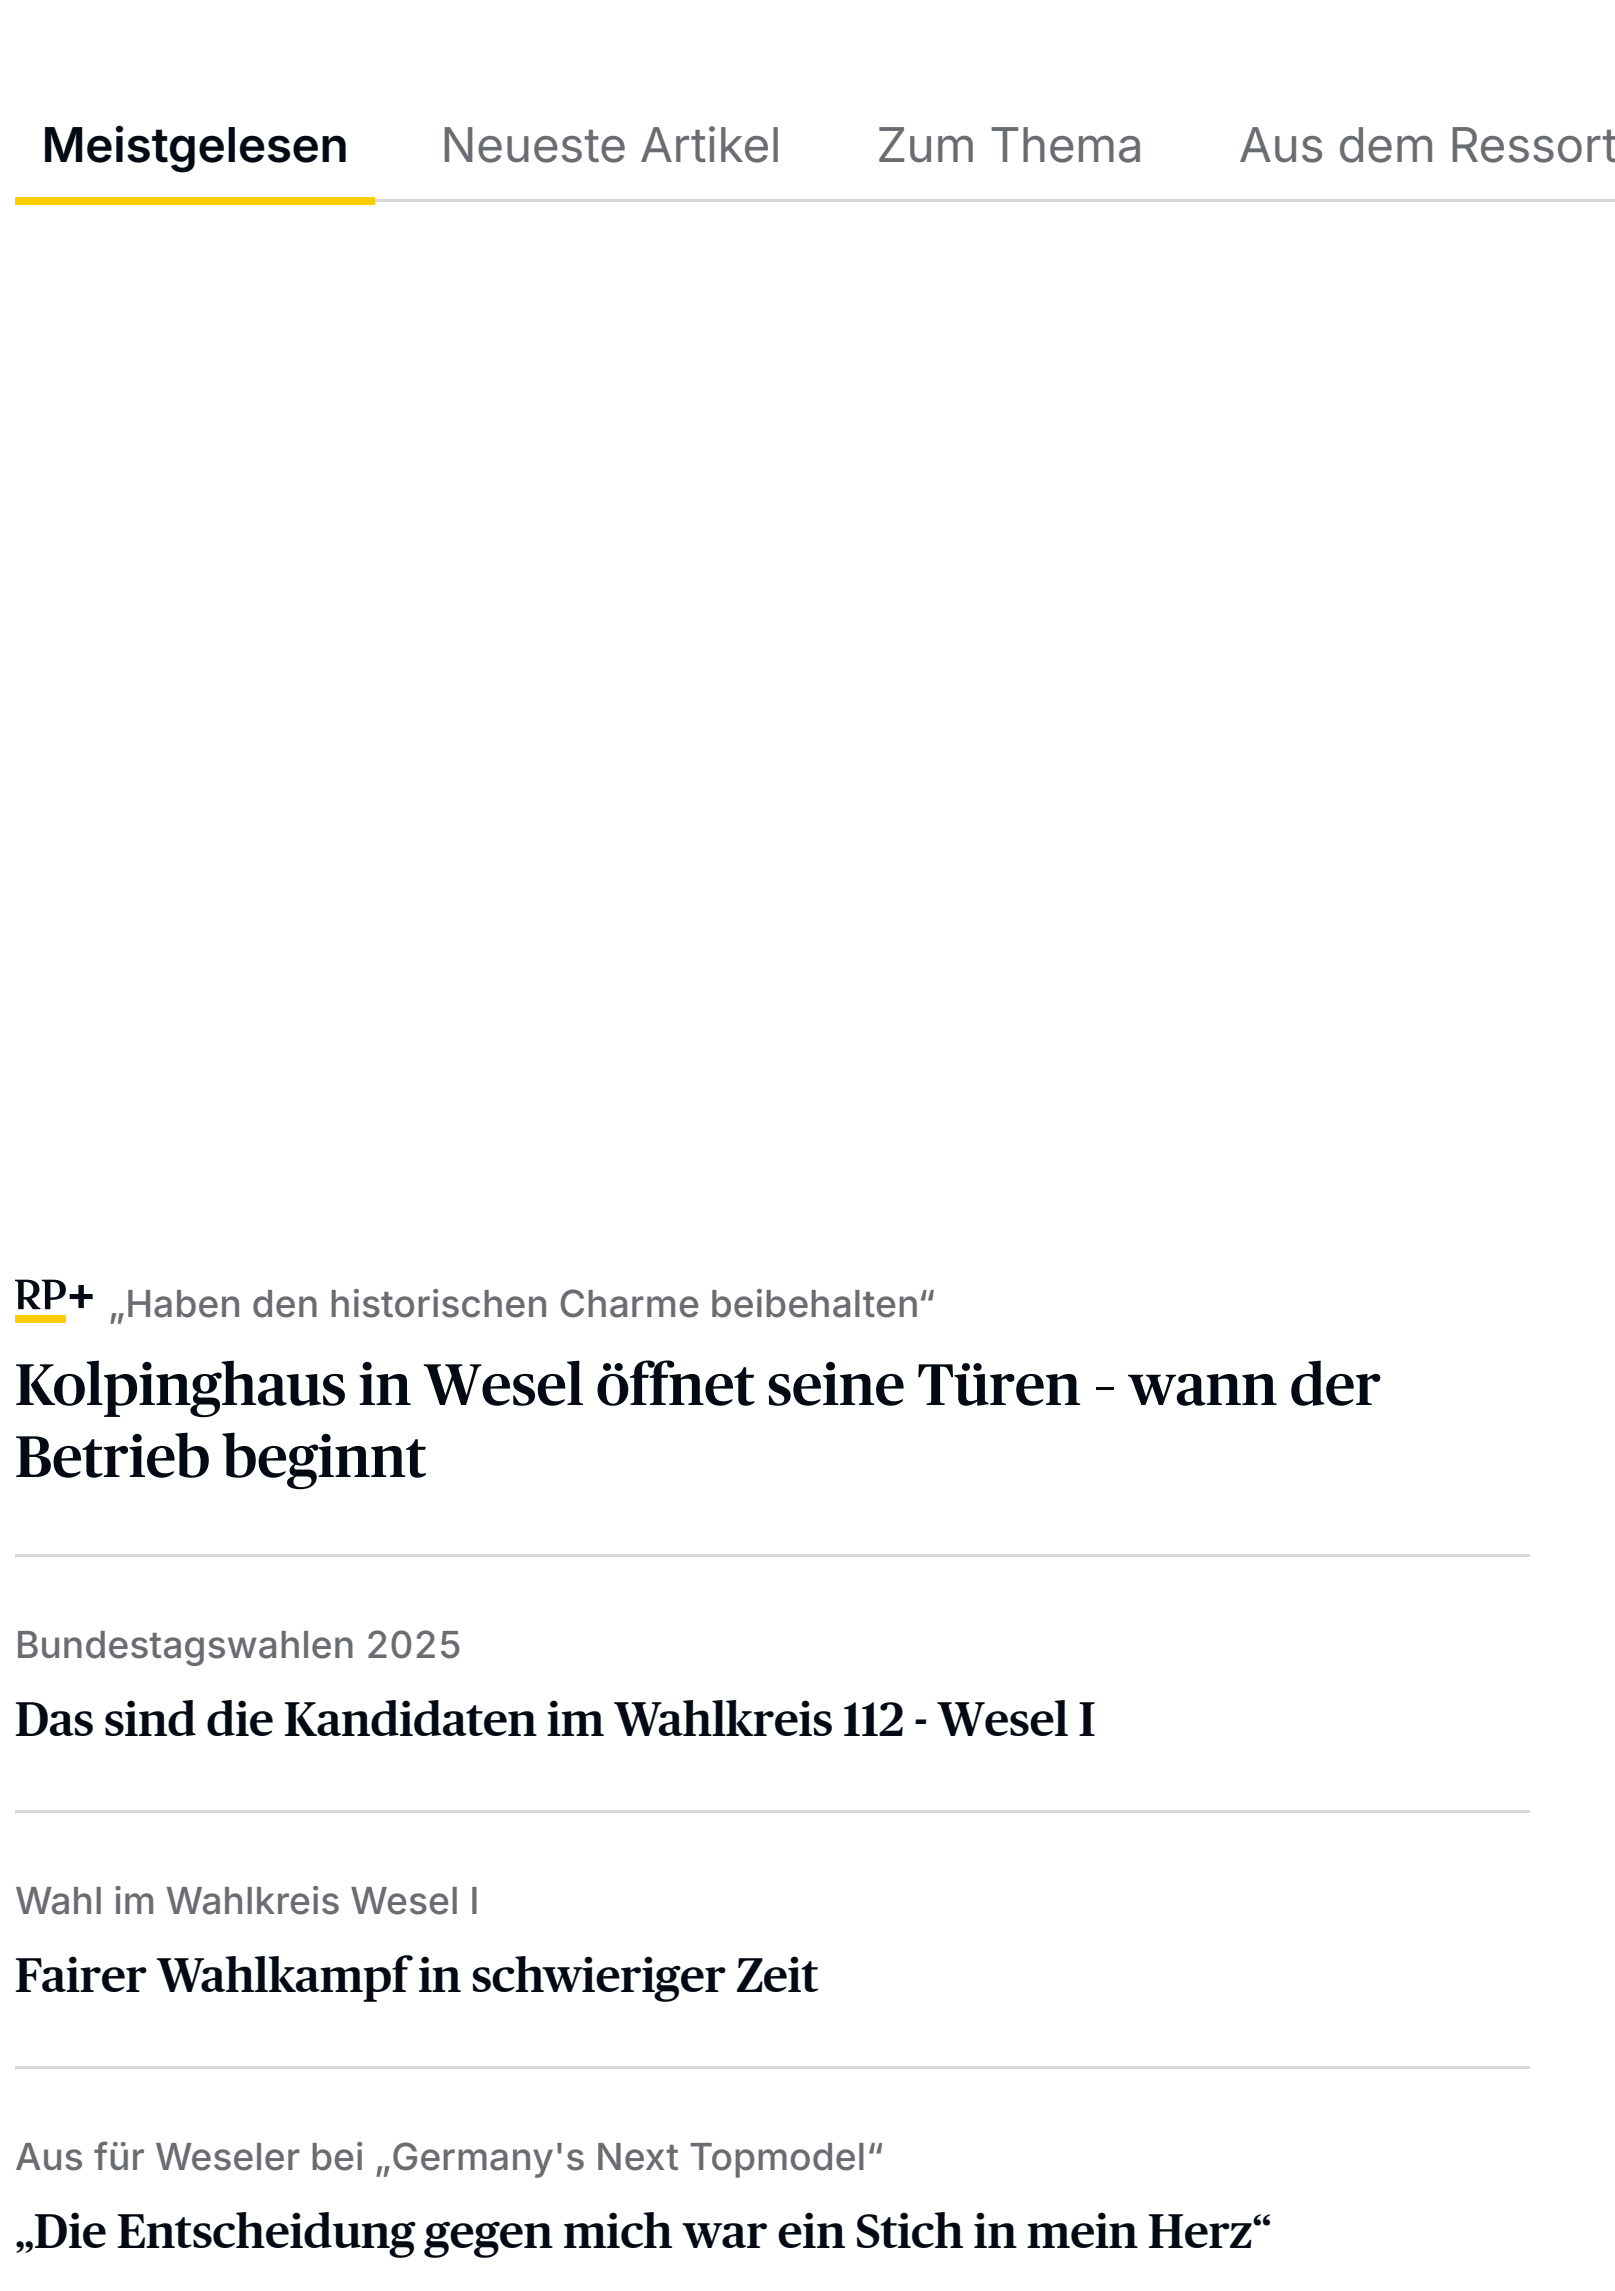 Meistgelesen Neueste Artikel Zum Thema Aus dem Ressort
RP+ „Haben den historischen Charme beibehalten“
Kolpinghaus in Wesel öffnet seine Türen – wann der
Betrieb beginnt
Bundestagswahlen 2025
Das sind die Kandidaten im Wahlkreis 112 - Wesel I
Wahl im Wahlkreis Wesel I
Fairer Wahlkampf in schwieriger Zeit
Aus für Weseler bei „Germany's Next Topmodel“
„Die Entscheidung gegen mich war ein Stich in mein Herz“